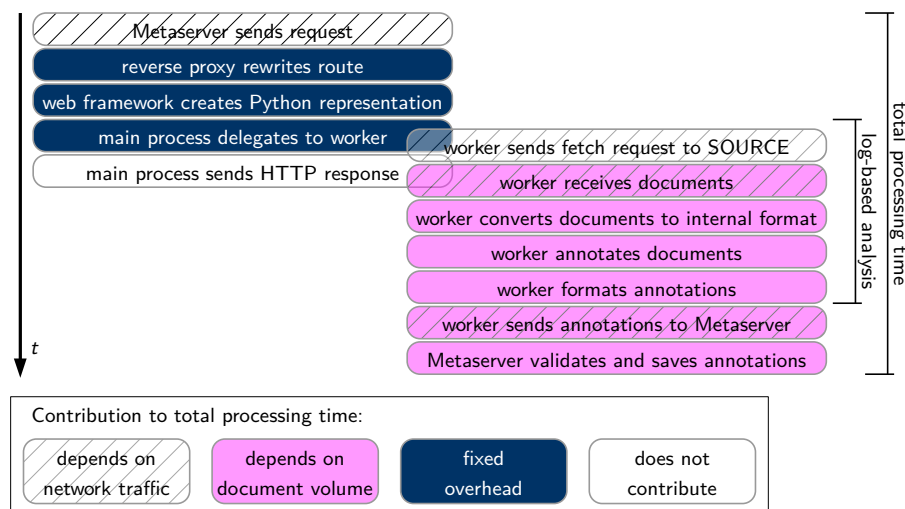 Metaserver sends request
reverse proxy rewrites route
web framework creates Python representation
main process delegates to worker
main process sends HTTP response
worker sends fetch request to SOURCE
worker receives documents
worker converts documents to internal format
worker annotates documents
worker formats annotations
worker sends annotations to Metaserver
Metaserver validates and saves annotations
log-based analysis
total processing time
t
Contribution to total processing time:
depends on
network traffic
depends on
document volume
fixed
overhead
does not
contribute